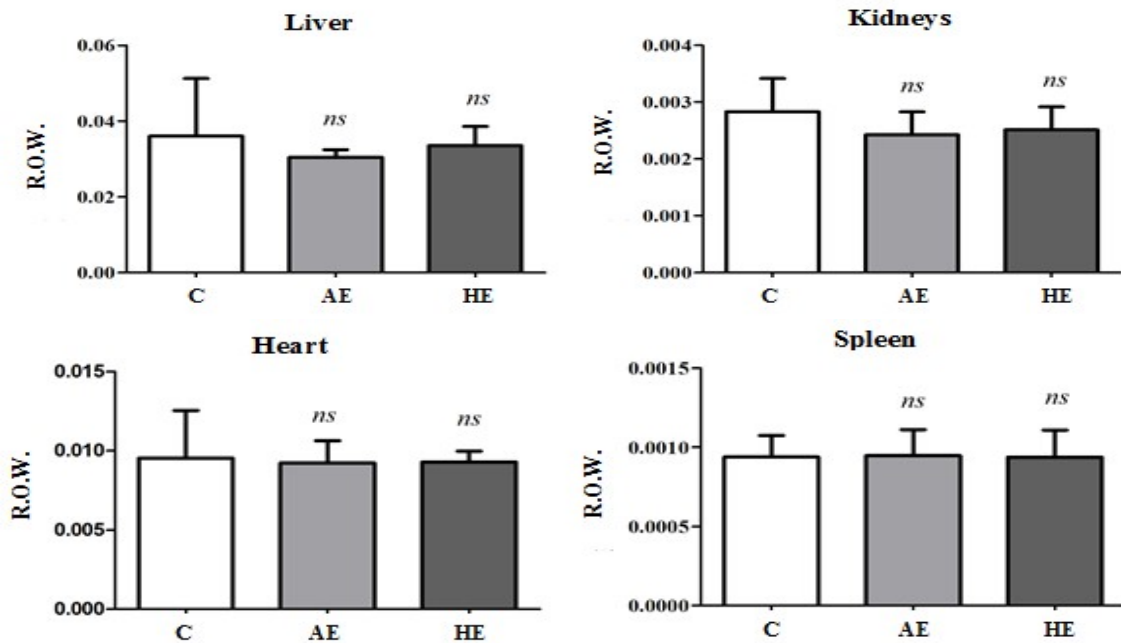 Liver
0.06
0.04
0.02
0.00
R.O.W.
ns
ns
C AE HE
Kidneys
0.004
0.003
0.002
0.001
0.000
R.O.W.
ns
ns
C AE HE
Heart
0.015
0.010
0.005
0.000
R.O.W.
ns
ns
C AE HE
Spleen
0.0015
0.0010
0.0005
0.0000
R.O.W.
ns
ns
C AE HE